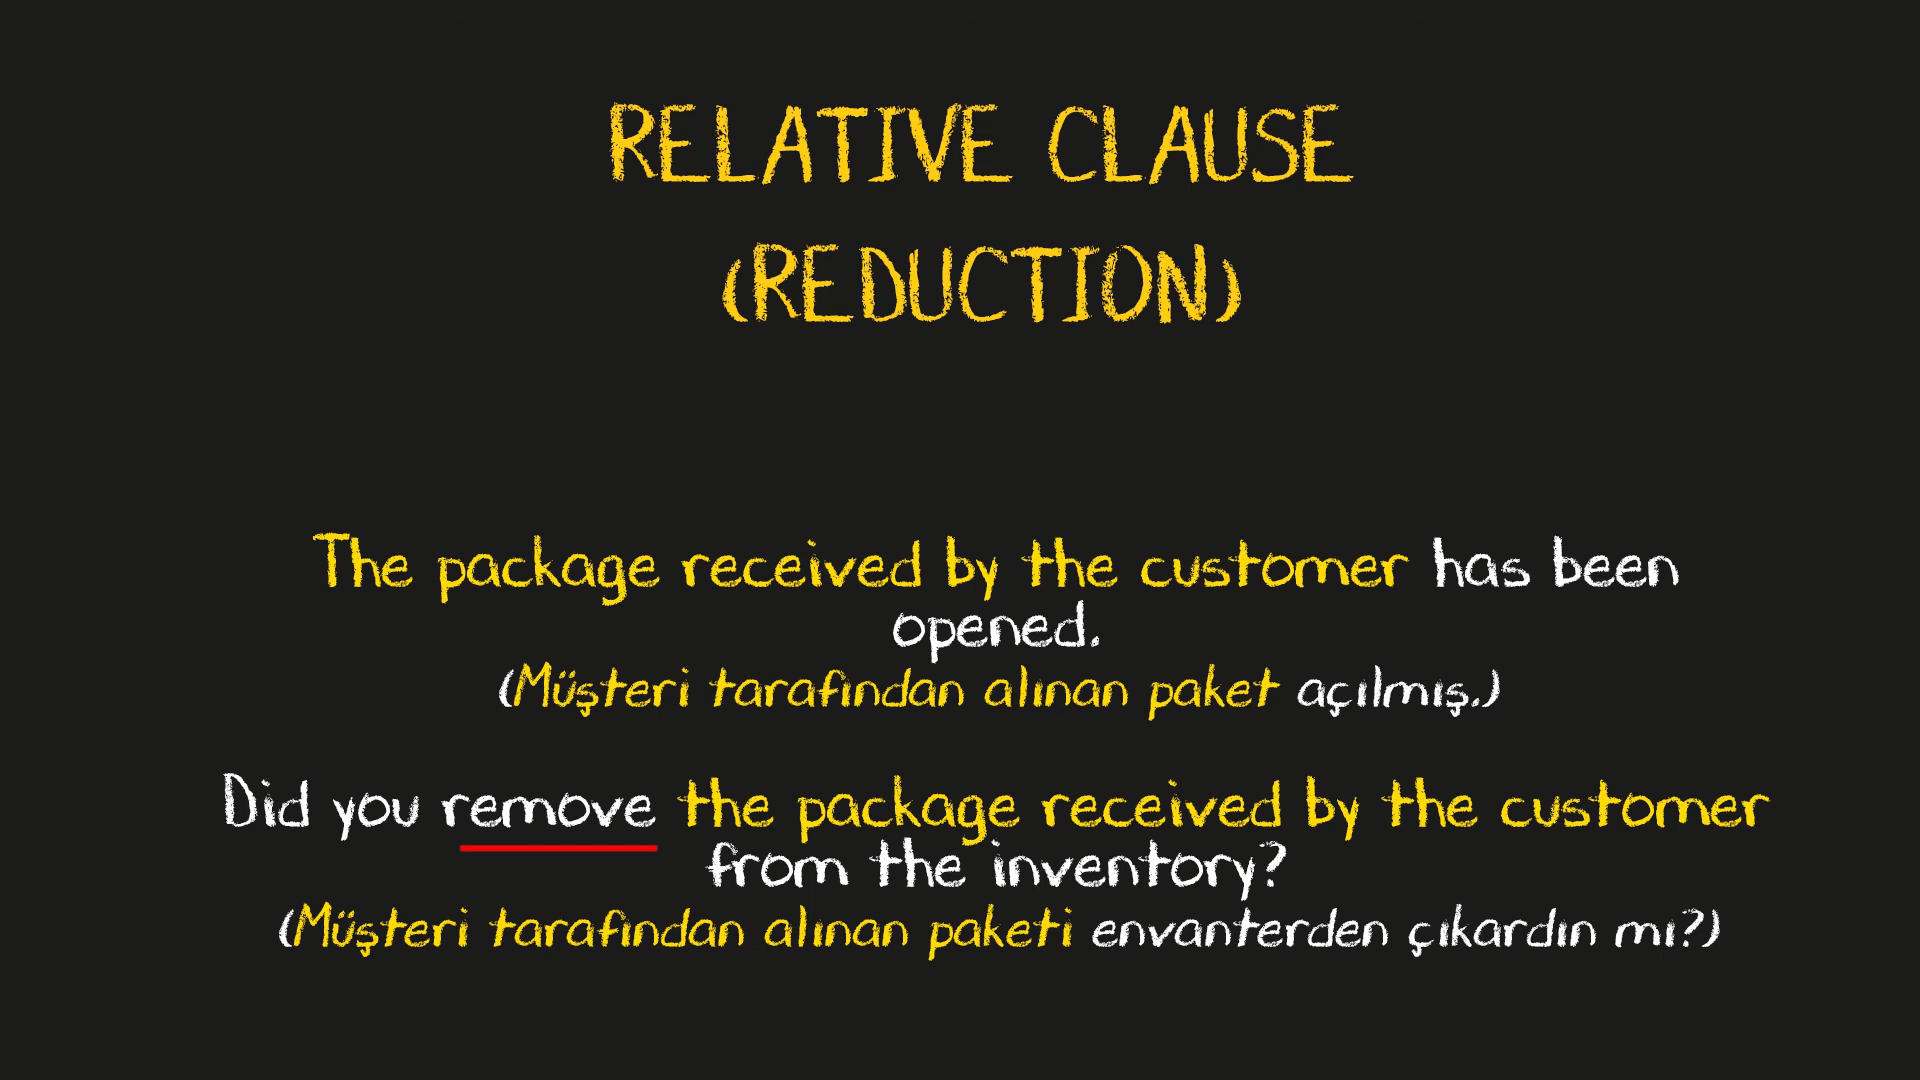 RELATIVE CLAUSE
(REDUCTION)
The package received by the customer has been
opened.
(Müşteri tarafından alınan paket açılmış.)
Did you remove the package received by the customer
from the inventory?
(Müşteri tarafından alınan paketi envanterden çıkardın mı?)